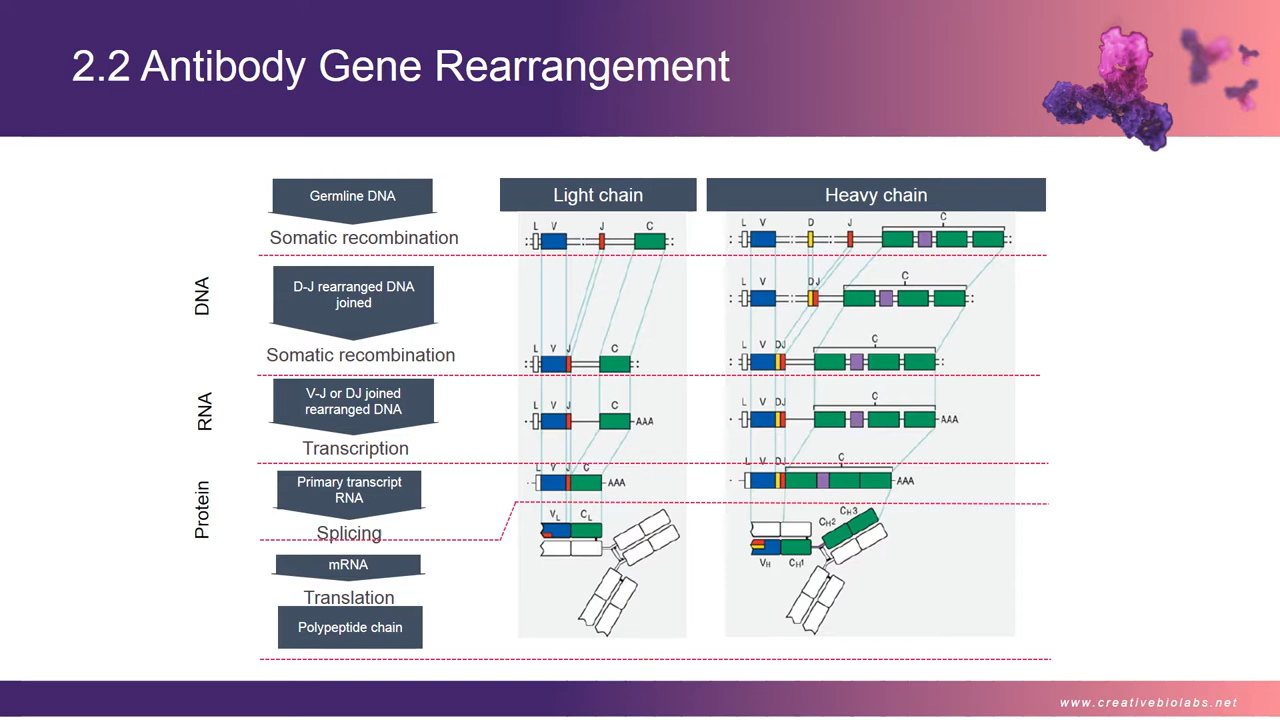 2.2 Antibody Gene Rearrangement
Germline DNA
Light chain
Heavy chain
Somatic recombination
L V J C
L V D J C
DNA
D-J rearranged DNA
joined
L V DJ C
Somatic recombination
L V J C
L V DJ C
RNA
V-J or DJ joined
rearranged DNA
L V J C
AAA
L V DJ C
AAA
Transcription
Protein
Primary transcript
RNA
L V J C
AAA
L V DJ C
AAA
Splicing
VL CL
CH2 CH3
VH CH1
mRNA
Translation
Polypeptide chain
www.creativebiolabs.net